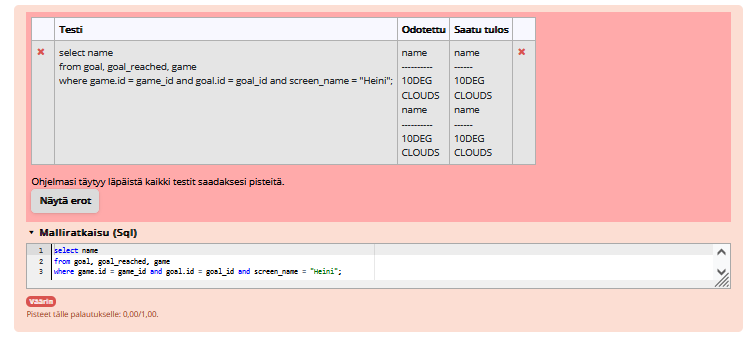 Testi Odotettu Saatu tulos
select name
from goal, goal_reached, game
where game.id = game_id and goal.id = goal_id and screen_name = "Heini";
name
----------
10DEG
CLOUDS
name
----------
10DEG
CLOUDS
name
------
10DEG
CLOUDS
name
------
10DEG
CLOUDS
Ohjelmasi täytyy läpäistä kaikki testit saadaksesi pisteitä.
Näytä erot
Malliratkaisu (Sql)
1 select name
2 from goal, goal_reached, game
3 where game.id = game_id and goal.id = goal_id and screen_name = "Heini";
Väärin
Pisteet tälle palautukselle: 0,00/1,00.